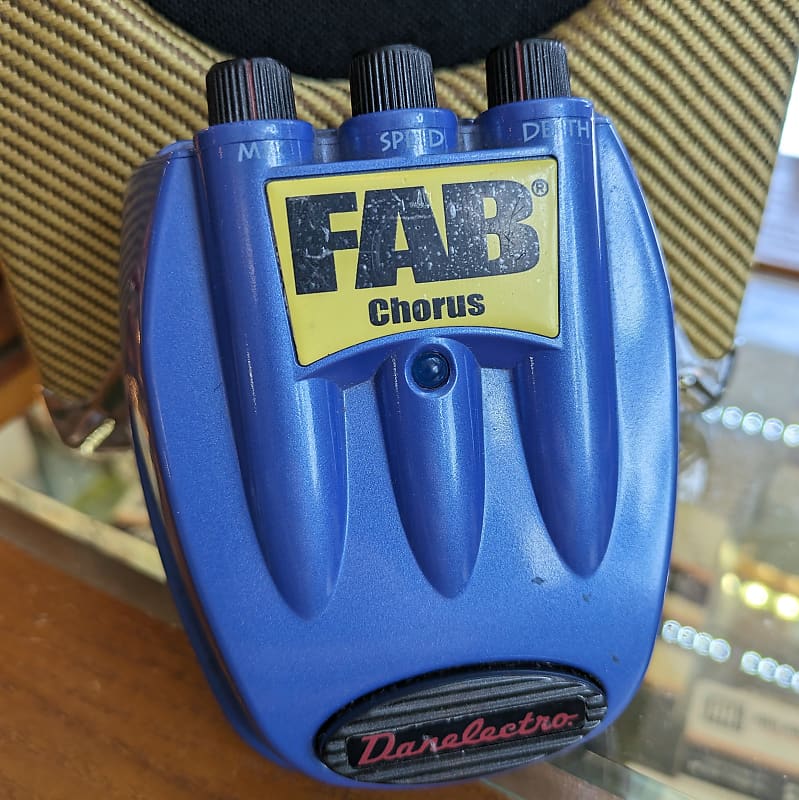 SPEED DEPTH
FAB®
Chorus
Danelectro